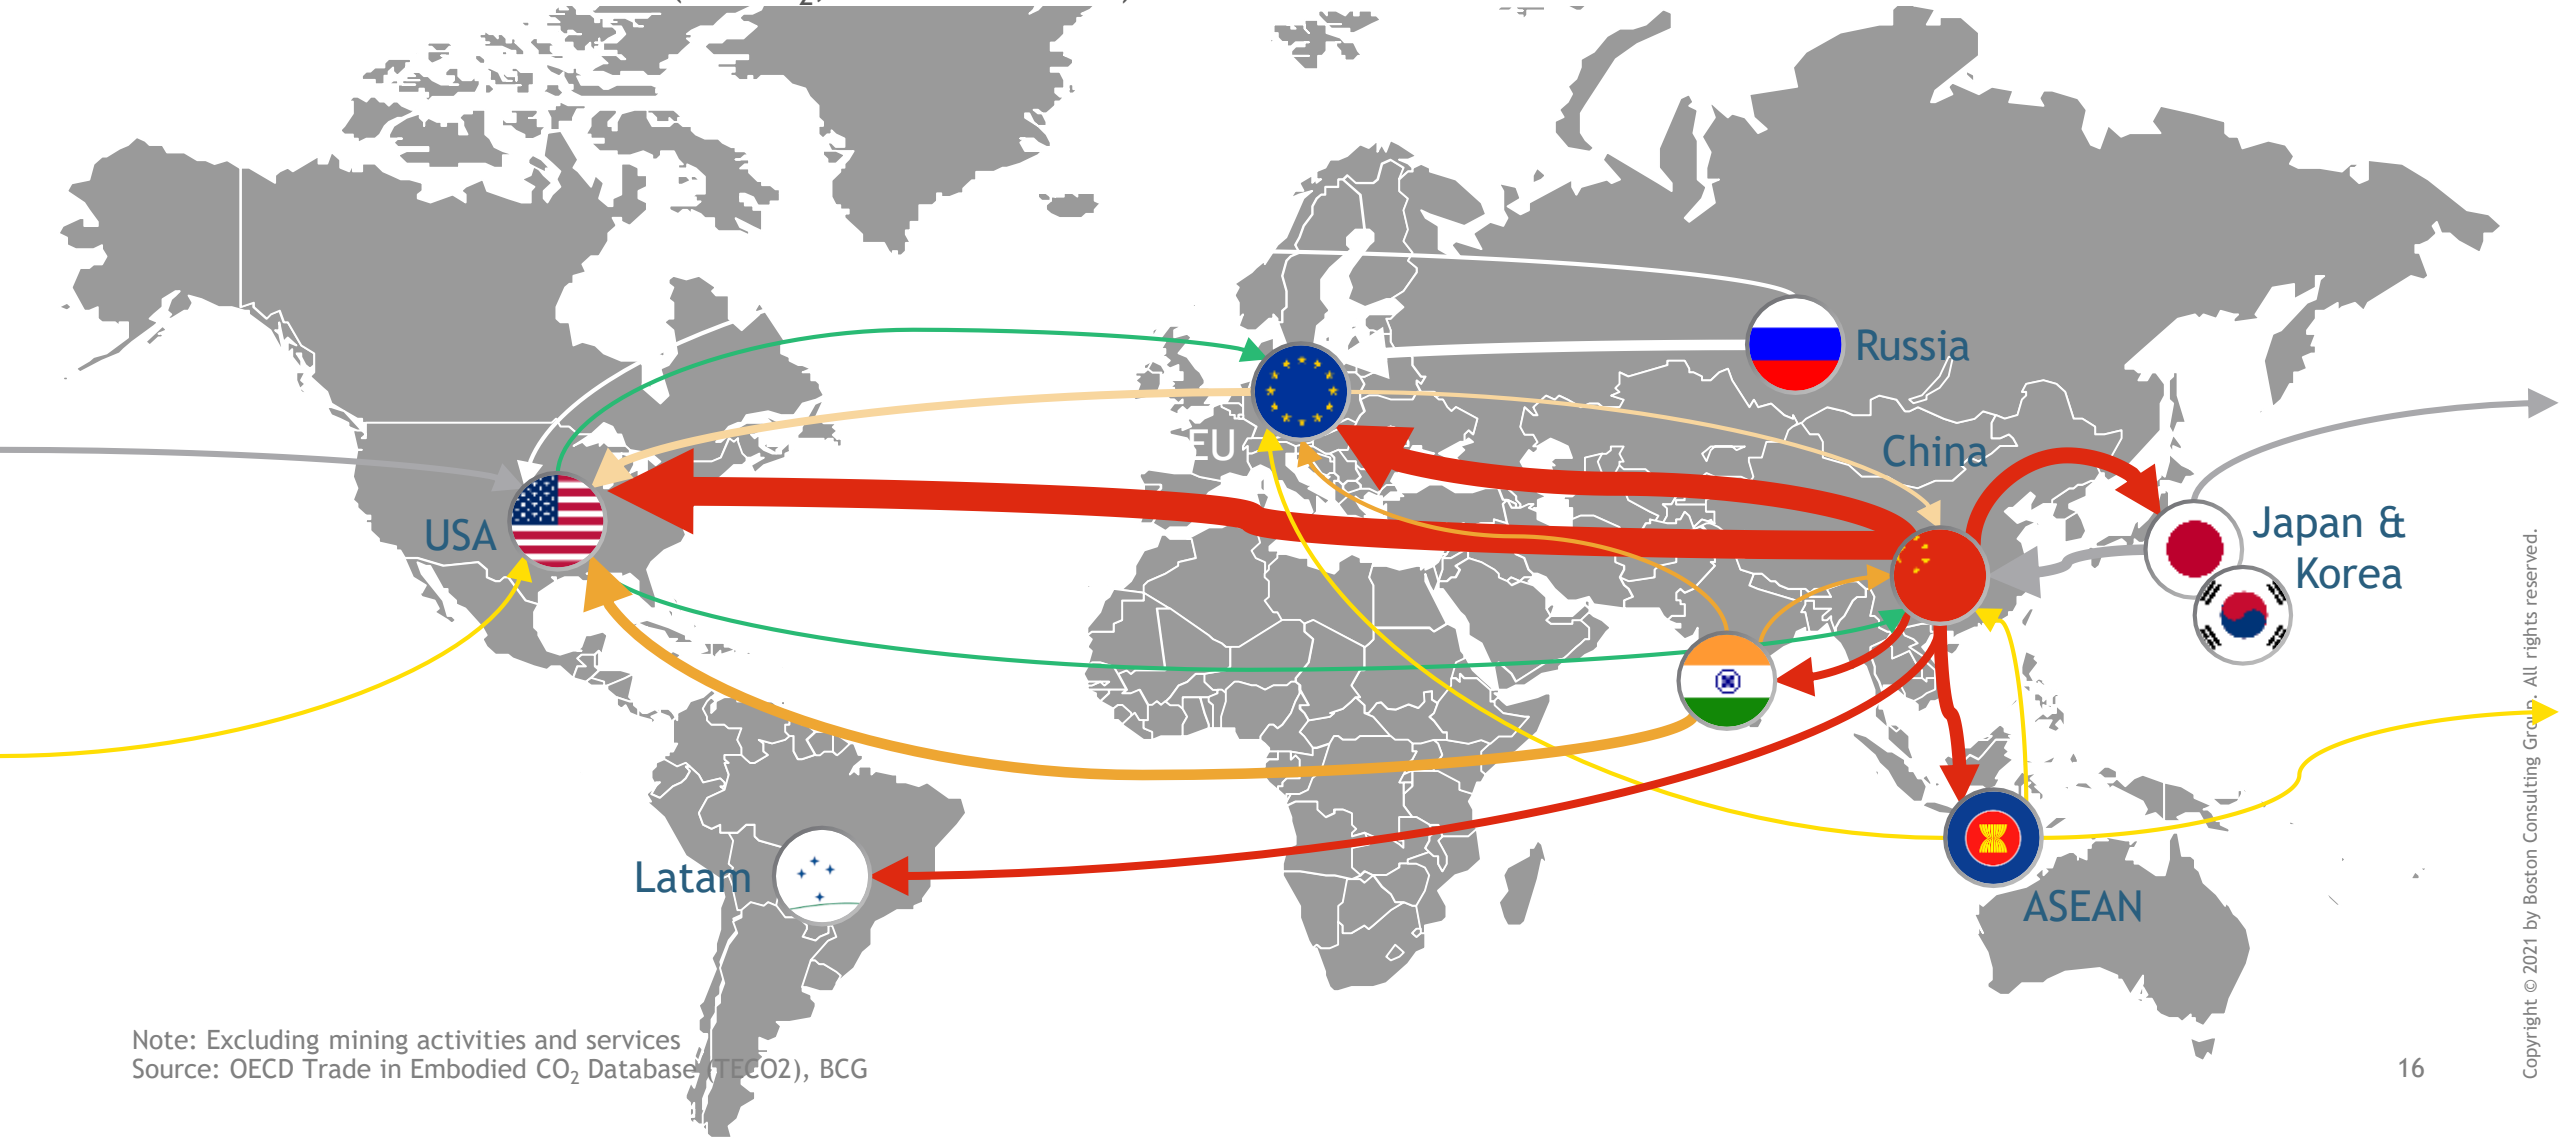 Russia
EU
China
USA
Japan &
Korea
Latam
ASEAN
Note: Excluding mining activities and services
Source: OECD Trade in Embodied CO2 Database (TECO2), BCG
16
Copyright © 2021 by Boston Consulting Group. All rights reserved.